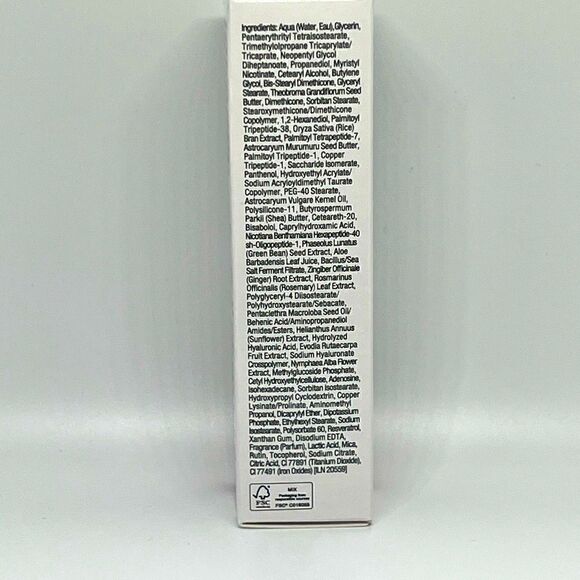 Ingredients: Aqua (Water, Eau),Glycerin,
Pentaerythrityl Tetraisostearate,
Trimethylolpropane Tricaprylate/
Tricaprate, Neopentyl Glycol
Diheptanoate, Propanediol, Myristyl
Nicotinate, Cetearyl Alcohol, Butylene
Glycol, Bis-Stearyl Dimethicone, Glyceryl
Stearate, Theobroma Grandiflorum Seed
Butter, Dimethicone, Sorbitan Stearate,
Stearoxymethicone/Dimethicone
Copolymer, 1,2-Hexanediol, Palmitoyl
Tripeptide-38, Oryza Sativa (Rice)
Bran Extract, Palmitoyl Tetrapeptide-7,
Astrocaryum Murumuru Seed Butter,
Palmitoyl Tripeptide-1, Copper
Tripeptide-1, Saccharide Isomerate,
Panthenol, Hydroxyethyl Acrylate/
Sodium Acryloyldimethyl Taurate
Copolymer, PEG-40 Stearate,
Astrocaryum Vulgare Kernel Oil,
Polysilicone-11, Butyrospermum
Parkii (Shea) Butter, Ceteareth-20,
Bisabolol, Caprylhydroxamic Acid,
Nicotiana Benthamiana Hexapeptide-40
sh-Oligopeptide-1, Phaseolus Lunatus
(Green Bean) Seed Extract, Aloe
Barbadensis Leaf Juice, Bacillus/Sea
Salt Ferment Filtrate, Zingiber Officinale
(Ginger) Root Extract, Rosmarinus
Officinalis (Rosemary) Leaf Extract,
Polyglyceryl-4 Diisostearate/
Polyhydroxystearate/Sebacate,
Pentaclethra Macroloba Seed Oil/
Behenic Acid/Aminopropanediol
Amides/Esters, Helianthus Annuus
(Sunflower) Extract, Hydrolyzed
Hyaluronic Acid, Evodia Rutaecarpa
Fruit Extract, Sodium Hyaluronate
Crosspolymer, Nymphaea Alba Flower
Extract, Methylglucoside Phosphate,
Cetyl Hydroxyethylcellulose, Adenosine,
Isohexadecane, Sorbitan Isostearate,
Hydroxypropyl Cyclodextrin, Copper
Lysinate/Prolinate, Aminomethyl
Propanol, Dicaprylyl Ether, Dipotassium
Phosphate, Ethylhexyl Stearate, Sodium
Isostearate, Polysorbate 60, Resveratrol,
Xanthan Gum, Disodium EDTA,
Fragrance (Parfum), Lactic Acid, Mica,
Rutin, Tocopherol, Sodium Citrate,
Citric Acid, CI 77891 (Titanium Dioxide),
CI 77491 (Iron Oxides) [ILN 20559]
FSC
MIX
Packaging from
responsible sources